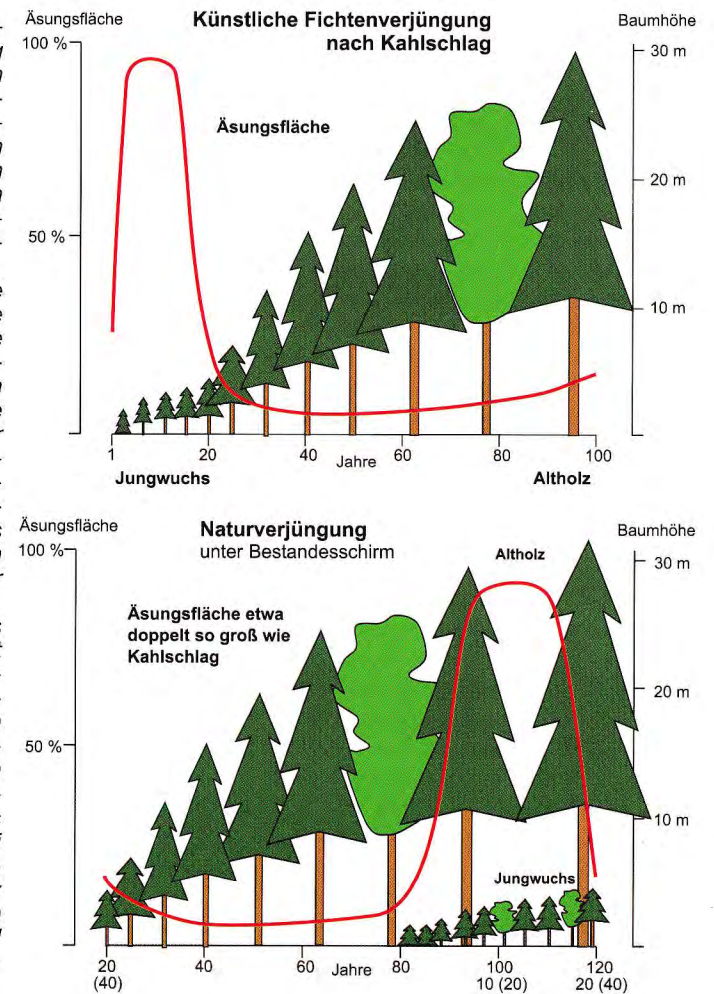 Äsungsfläche
Künstliche Fichtenverjüngung
nach Kahlschlag
Baumhöhe
100 %
30 m
Äsungsfläche
20 m
50 %
10 m
1
20
40
Jahre
60
80
100
Jungwuchs
Altholz
Äsungsfläche
Naturverjüngung
unter Bestandesschirm
Baumhöhe
100 %
Altholz
30 m
Äsungsfläche etwa
doppelt so groß wie
Kahlschlag
20 m
50 %
10 m
Jungwuchs
20
(40)
40
60
Jahre
80
100
10 (20)
120
20 (40)